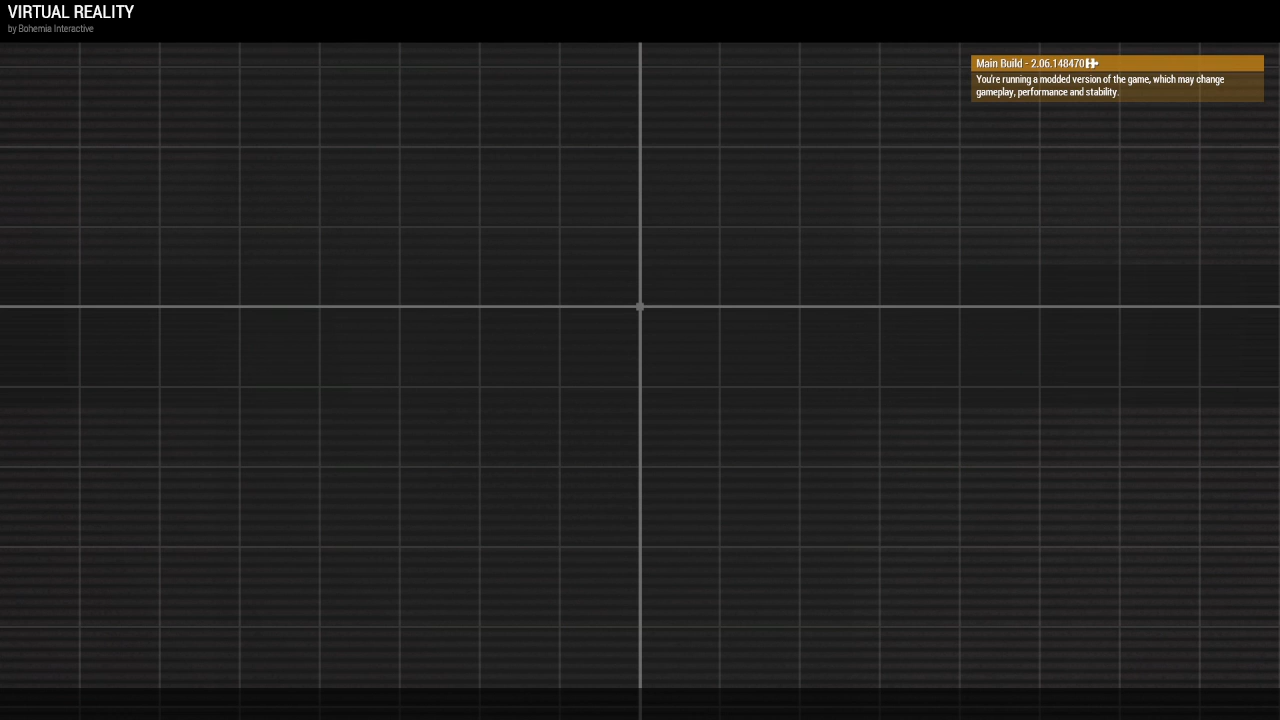 VIRTUAL REALITY
by Bohemia Interactive
Main Build - 2.06.148470
You're running a modded version of the game, which may change
gameplay, performance and stability.